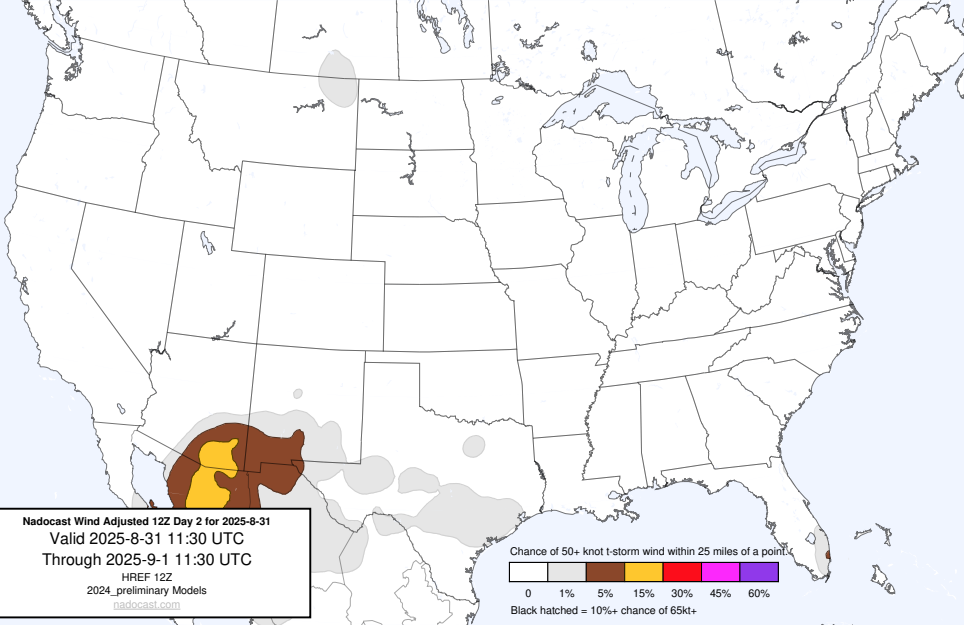 Nadocast Wind Adjusted 12Z Day 2 for 2025-8-31
Valid 2025-8-31 11:30 UTC
Through 2025-9-1 11:30 UTC
HREF 12Z
2024_preliminary Models
nadocast.com
Chance of 50+ knot t-storm wind within 25 miles of a point.
0 1% 5% 15% 30% 45% 60%
Black hatched = 10%+ chance of 65kt+